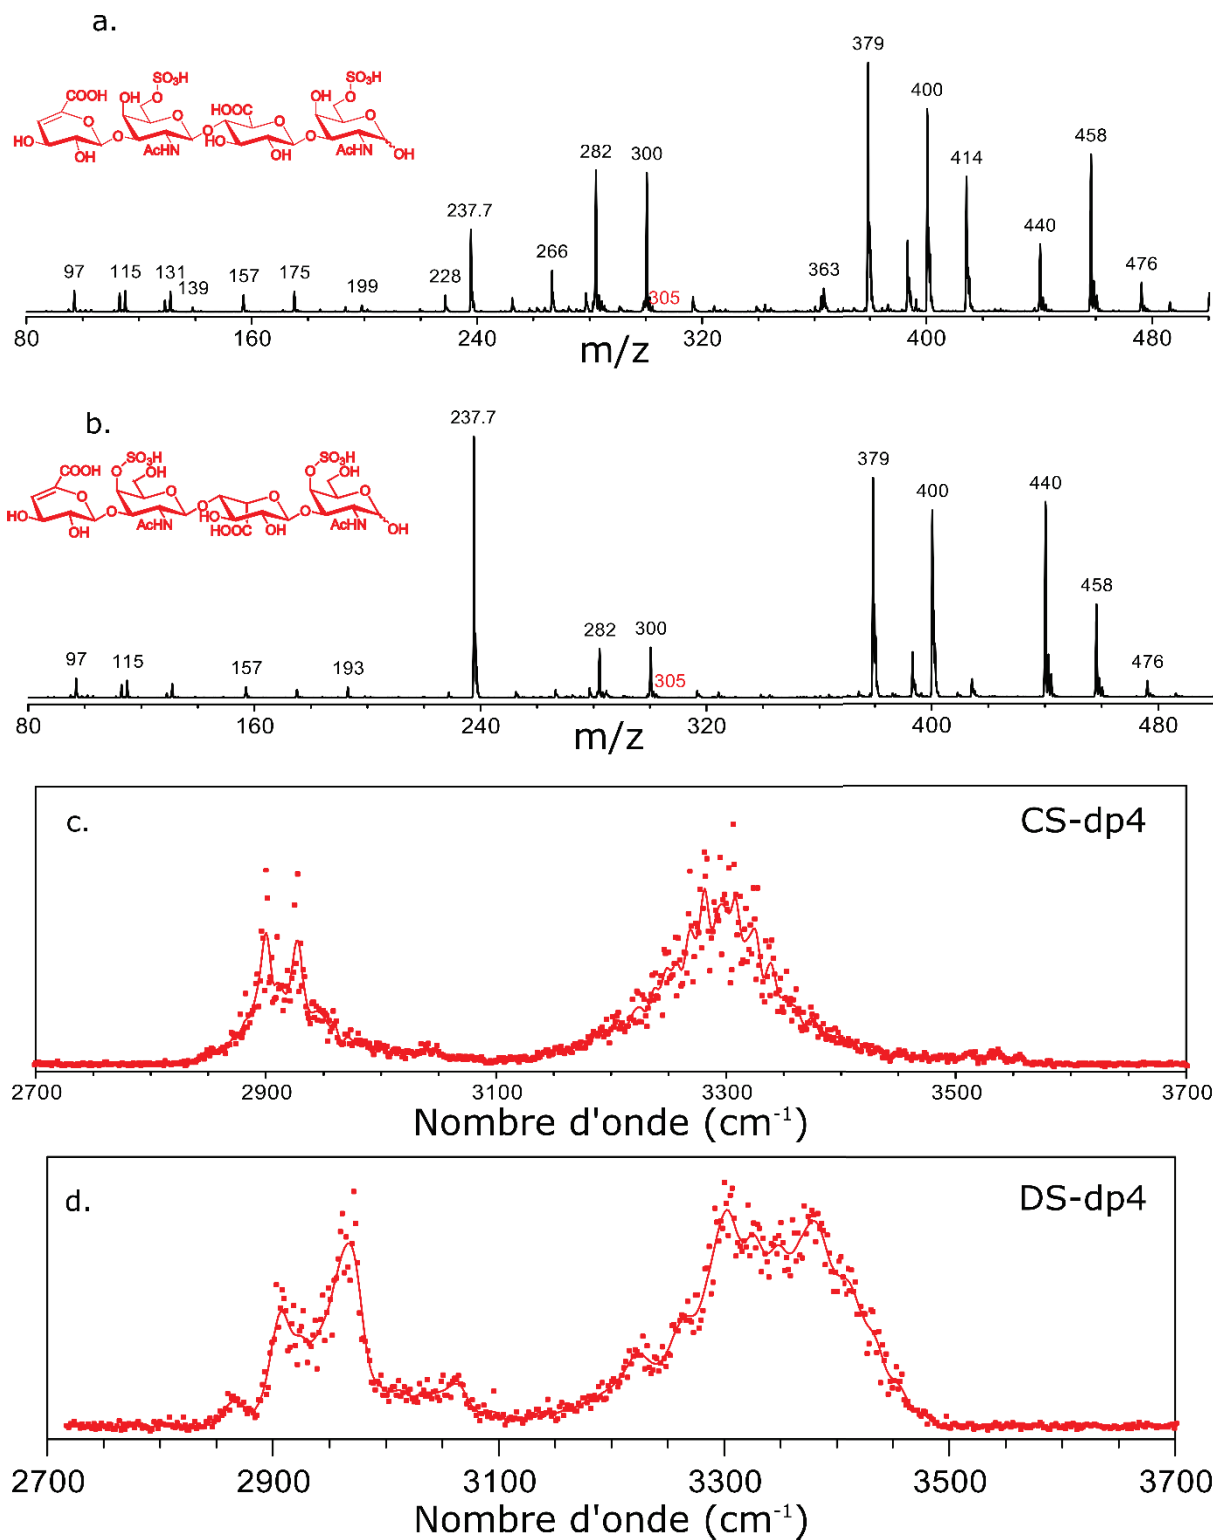 a.
SO₃H
COOH
OH
O
O
HO
OH
O
AcHN
O
HOOC
O
HO
OH
O
OH
SO₃H
O
O
AcHN
OH
379
400
458
414
282
300
237.7
440
266
476
363
97
115
131
139
157
175
199
228
305
80
160
240
320
400
480
m/z
b.
OSO₃H
COOH
OH
O
O
HO
OH
O
AcHN
O
HO
HOOC
OH
O
OSO₃H
OH
O
AcHN
OH
237.7
379
400
440
458
476
282
300
305
97
115
157
193
80
160
240
320
400
480
m/z
c.
CS-dp4
2700
2900
3100
3300
3500
3700
Nombre d'onde (cm⁻¹)
d.
DS-dp4
2700
2900
3100
3300
3500
3700
Nombre d'onde (cm⁻¹)